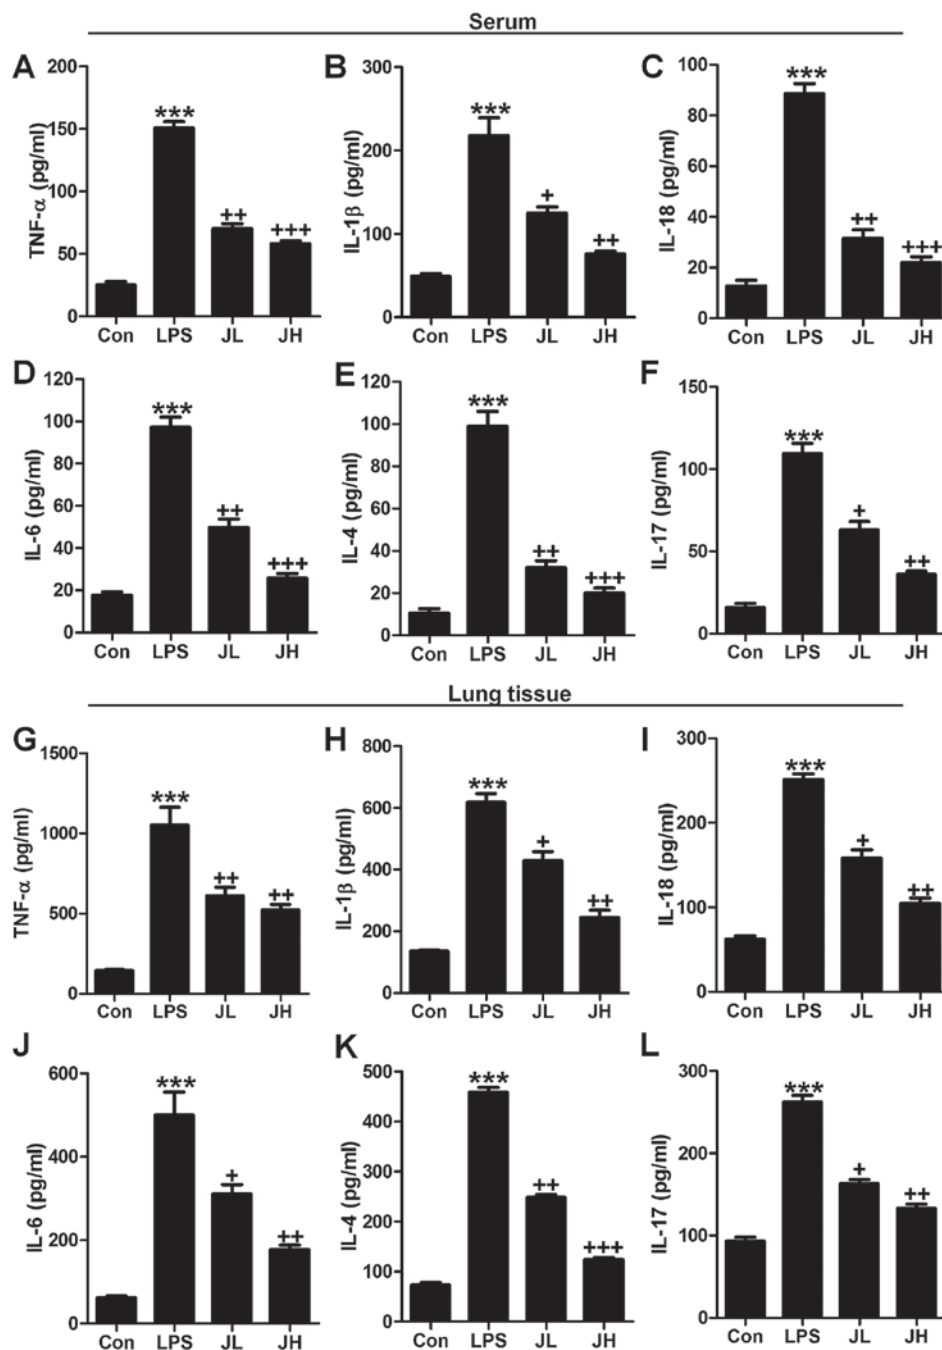 Serum
A
TNF-α (pg/ml)
200
150
100
50
0
***
++
+++
Con LPS JL JH
B
IL-1β (pg/ml)
300
200
100
0
***
+
++
Con LPS JL JH
C
IL-18 (pg/ml)
100
80
60
40
20
0
***
++
+++
Con LPS JL JH
D
IL-6 (pg/ml)
120
100
80
60
40
20
0
***
++
+++
Con LPS JL JH
E
IL-4 (pg/ml)
120
100
80
60
40
20
0
***
++
+++
Con LPS JL JH
F
IL-17 (pg/ml)
150
100
50
0
***
+
++
Con LPS JL JH
Lung tissue
G
TNF-α (pg/ml)
1500
1000
500
0
***
++
++
Con LPS JL JH
H
IL-1β (pg/ml)
800
600
400
200
0
***
+
++
Con LPS JL JH
I
IL-18 (pg/ml)
300
200
100
0
***
+
++
Con LPS JL JH
J
IL-6 (pg/ml)
600
400
200
0
***
+
++
Con LPS JL JH
K
IL-4 (pg/ml)
500
400
300
200
100
0
***
++
+++
Con LPS JL JH
L
IL-17 (pg/ml)
300
200
100
0
***
+
++
Con LPS JL JH